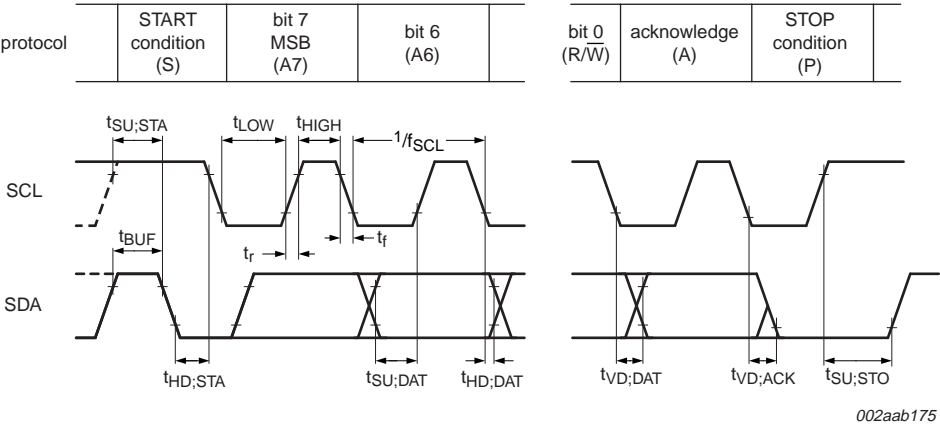 protocol
START
condition
(S)
bit 7
MSB
(A7)
bit 6
(A6)
bit 0
(R/W̅)
acknowledge
(A)
STOP
condition
(P)
tSU;STA
tLOW
tHIGH
1/fSCL
SCL
tBUF
tr
tf
SDA
tHD;STA
tSU;DAT
tHD;DAT
tVD;DAT
tVD;ACK
tSU;STO
002aab175